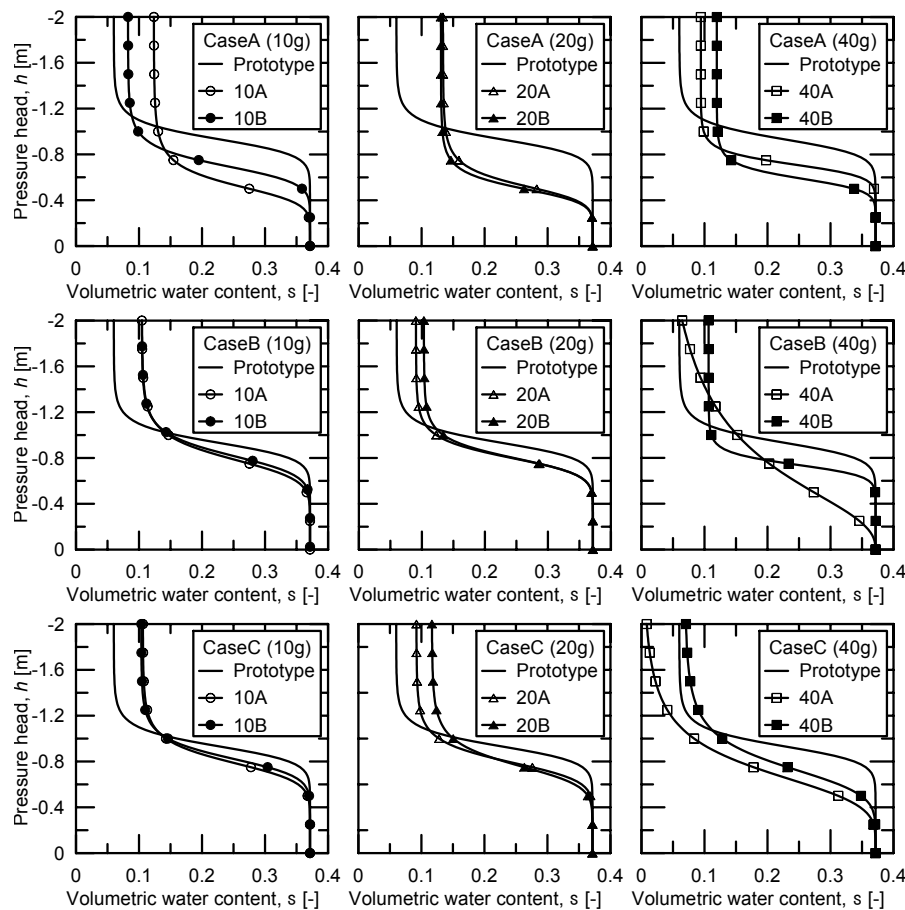 -2
-1.6
-1.2
-0.8
-0.4
0
Pressure head, h [m]
CaseA (10g)
Prototype
10A
10B
0 0.1 0.2 0.3 0.4
Volumetric water content, s [-]
CaseA (20g)
Prototype
20A
20B
0 0.1 0.2 0.3 0.4
Volumetric water content, s [-]
CaseA (40g)
Prototype
40A
40B
0 0.1 0.2 0.3 0.4
Volumetric water content, s [-]
-2
-1.6
-1.2
-0.8
-0.4
0
Pressure head, h [m]
CaseB (10g)
Prototype
10A
10B
0 0.1 0.2 0.3 0.4
Volumetric water content, s [-]
CaseB (20g)
Prototype
20A
20B
0 0.1 0.2 0.3 0.4
Volumetric water content, s [-]
CaseB (40g)
Prototype
40A
40B
0 0.1 0.2 0.3 0.4
Volumetric water content, s [-]
-2
-1.6
-1.2
-0.8
-0.4
0
Pressure head, h [m]
CaseC (10g)
Prototype
10A
10B
0 0.1 0.2 0.3 0.4
Volumetric water content, s [-]
CaseC (20g)
Prototype
20A
20B
0 0.1 0.2 0.3 0.4
Volumetric water content, s [-]
CaseC (40g)
Prototype
40A
40B
0 0.1 0.2 0.3 0.4
Volumetric water content, s [-]